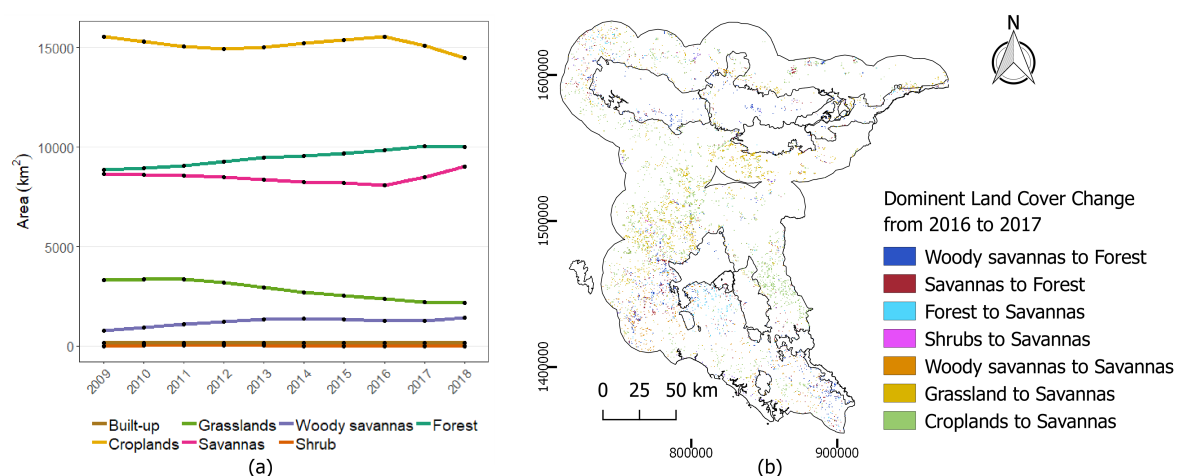 15000
10000
5000
0
Area (km²)
2009 2010 2011 2012 2013 2014 2015 2016 2017 2018
Built-up Grasslands Woody savannas Forest
Croplands Savannas Shrub
(a)
N
1600000
1500000
1400000
0 25 50 km
800000 900000
(b)
Dominent Land Cover Change
from 2016 to 2017
Woody savannas to Forest
Savannas to Forest
Forest to Savannas
Shrubs to Savannas
Woody savannas to Savannas
Grassland to Savannas
Croplands to Savannas